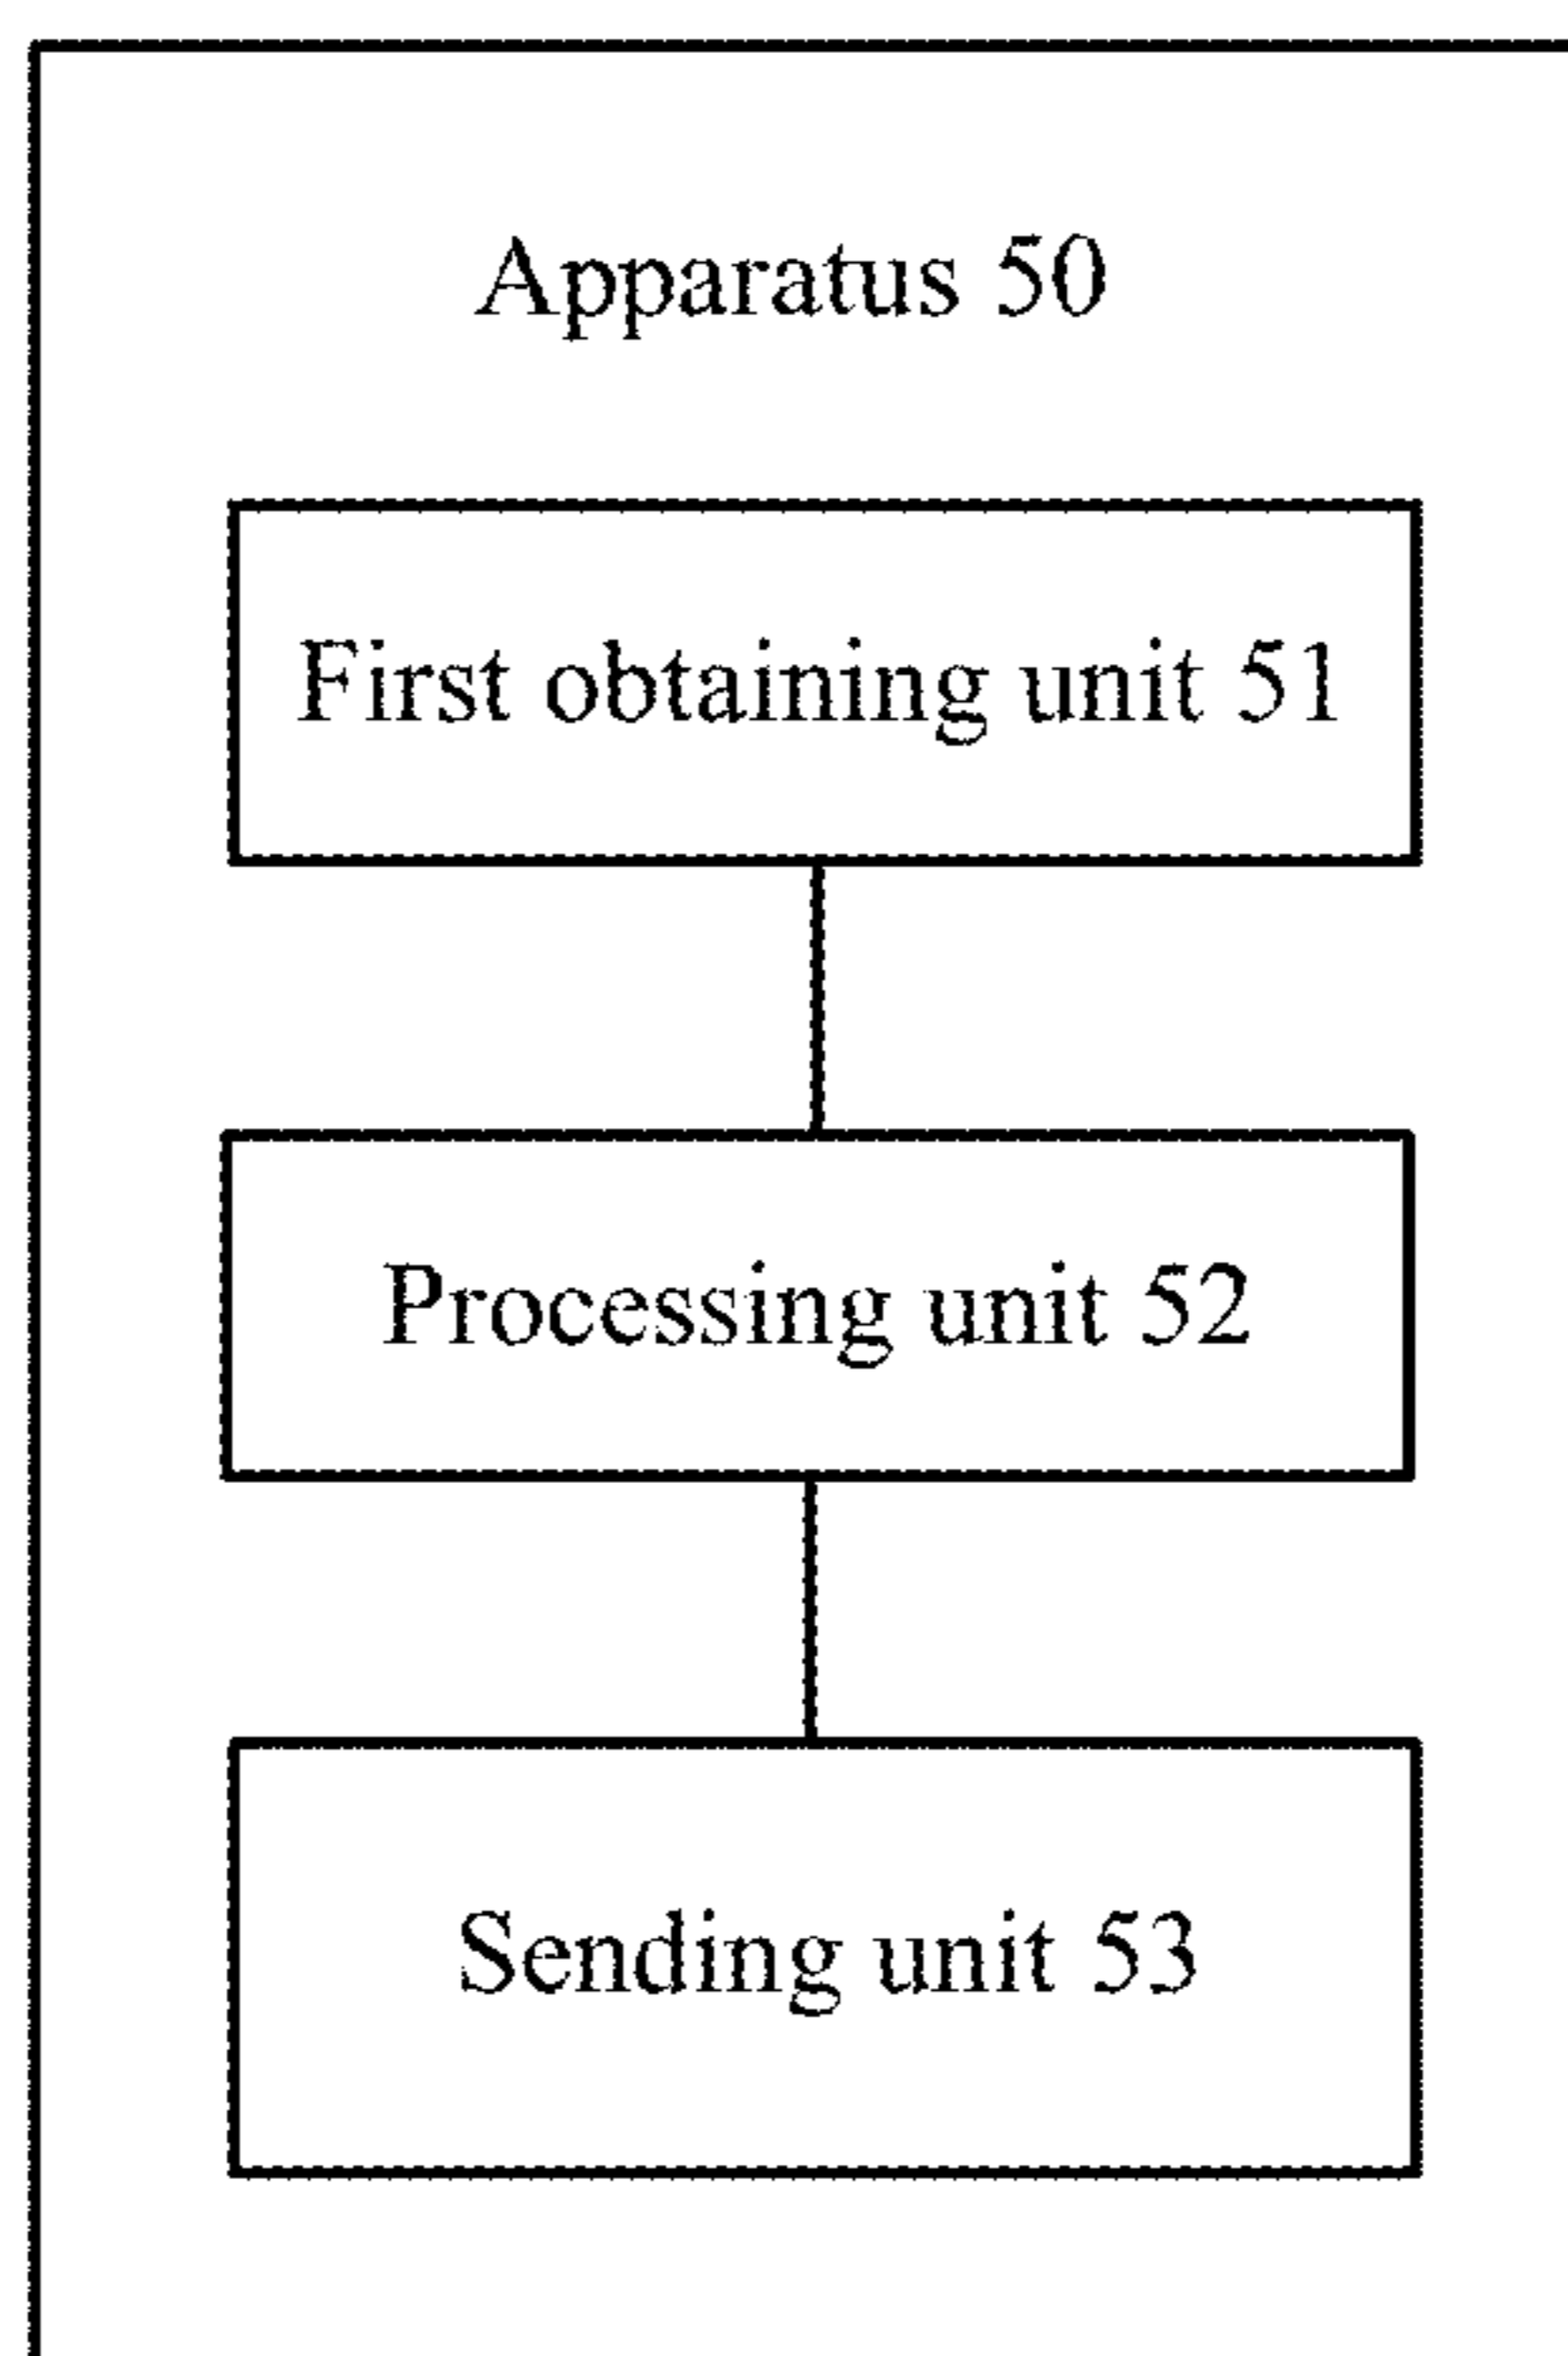 Apparatus 50
First obtaining unit 51
Processing unit 52
Sending unit 53